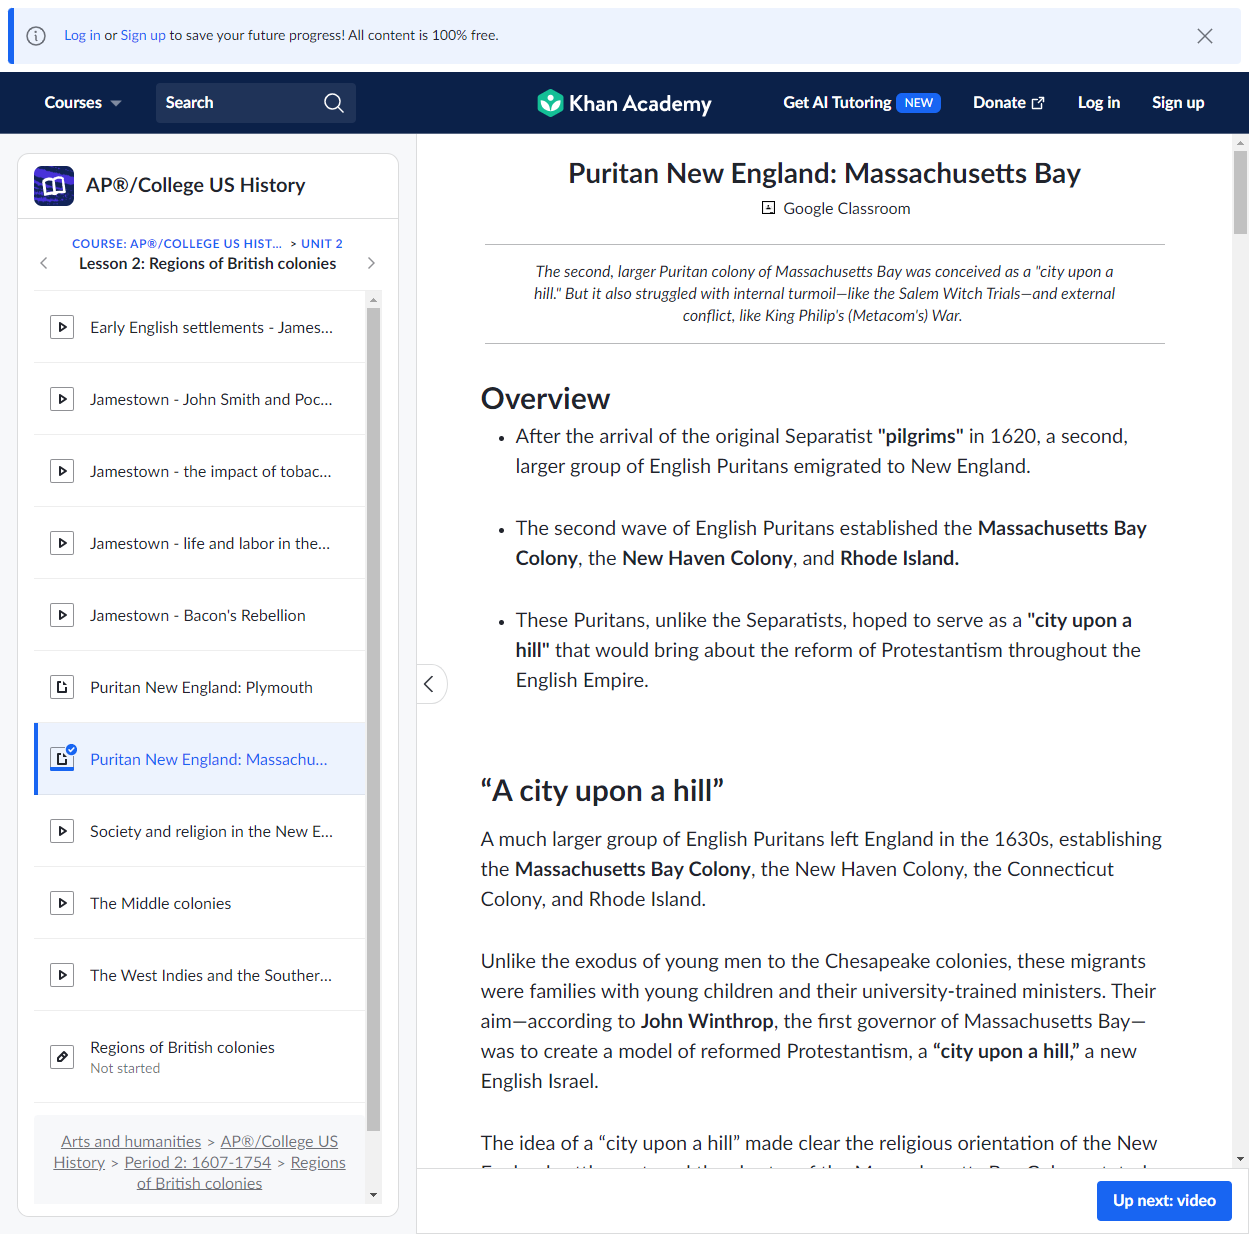 Log in or Sign up to save your future progress! All content is 100% free.
Courses
Search
Khan Academy
Get AI Tutoring NEW
Donate
Log in
Sign up
AP®/College US History
COURSE: AP®/COLLEGE US HIST... > UNIT 2
Lesson 2: Regions of British colonies
Early English settlements - James...
Jamestown - John Smith and Poc...
Jamestown - the impact of tobac...
Jamestown - life and labor in the...
Jamestown - Bacon's Rebellion
Puritan New England: Plymouth
Puritan New England: Massachu...
Society and religion in the New E...
The Middle colonies
The West Indies and the Souther...
Regions of British colonies
Not started
Arts and humanities > AP®/College US
History > Period 2: 1607-1754 > Regions
of British colonies
Puritan New England: Massachusetts Bay
Google Classroom
The second, larger Puritan colony of Massachusetts Bay was conceived as a "city upon a
hill." But it also struggled with internal turmoil—like the Salem Witch Trials—and external
conflict, like King Philip's (Metacom's) War.
Overview
After the arrival of the original Separatist "pilgrims" in 1620, a second,
larger group of English Puritans emigrated to New England.
The second wave of English Puritans established the Massachusetts Bay
Colony, the New Haven Colony, and Rhode Island.
These Puritans, unlike the Separatists, hoped to serve as a "city upon a
hill" that would bring about the reform of Protestantism throughout the
English Empire.
“A city upon a hill”
A much larger group of English Puritans left England in the 1630s, establishing
the Massachusetts Bay Colony, the New Haven Colony, the Connecticut
Colony, and Rhode Island.
Unlike the exodus of young men to the Chesapeake colonies, these migrants
were families with young children and their university-trained ministers. Their
aim—according to John Winthrop, the first governor of Massachusetts Bay—
was to create a model of reformed Protestantism, a “city upon a hill,” a new
English Israel.
The idea of a “city upon a hill” made clear the religious orientation of the New
Up next: video